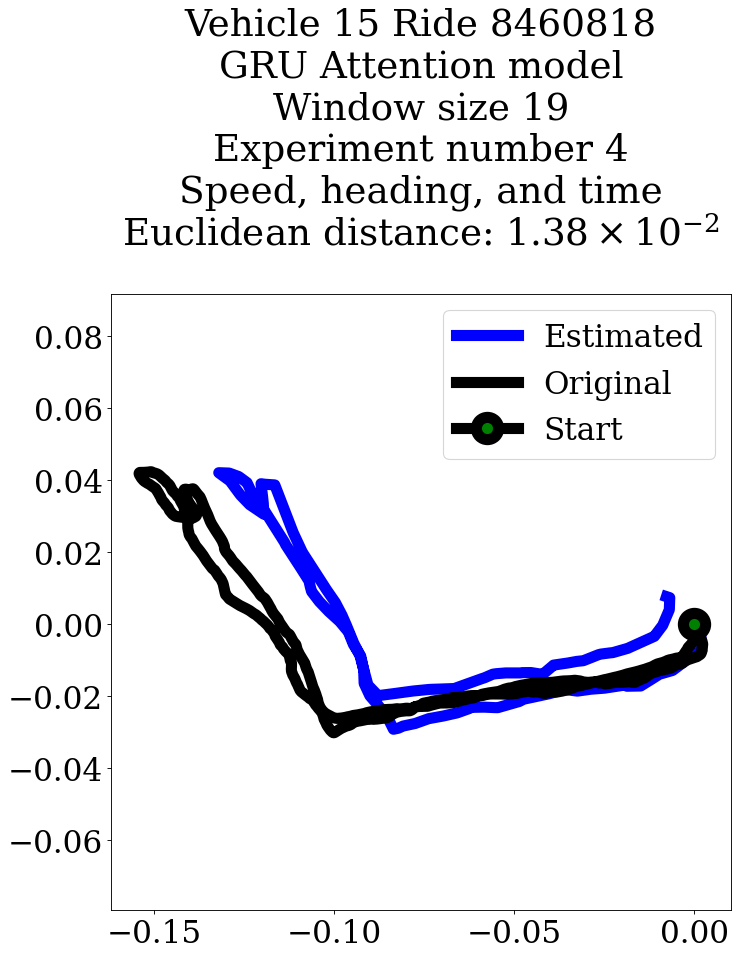 Vehicle 15 Ride 8460818
GRU Attention model
Window size 19
Experiment number 4
Speed, heading, and time
Euclidean distance: 1.38 × 10⁻²
Estimated
Original
Start
0.08
0.06
0.04
0.02
0.00
−0.02
−0.04
−0.06
−0.15
−0.10
−0.05
0.00